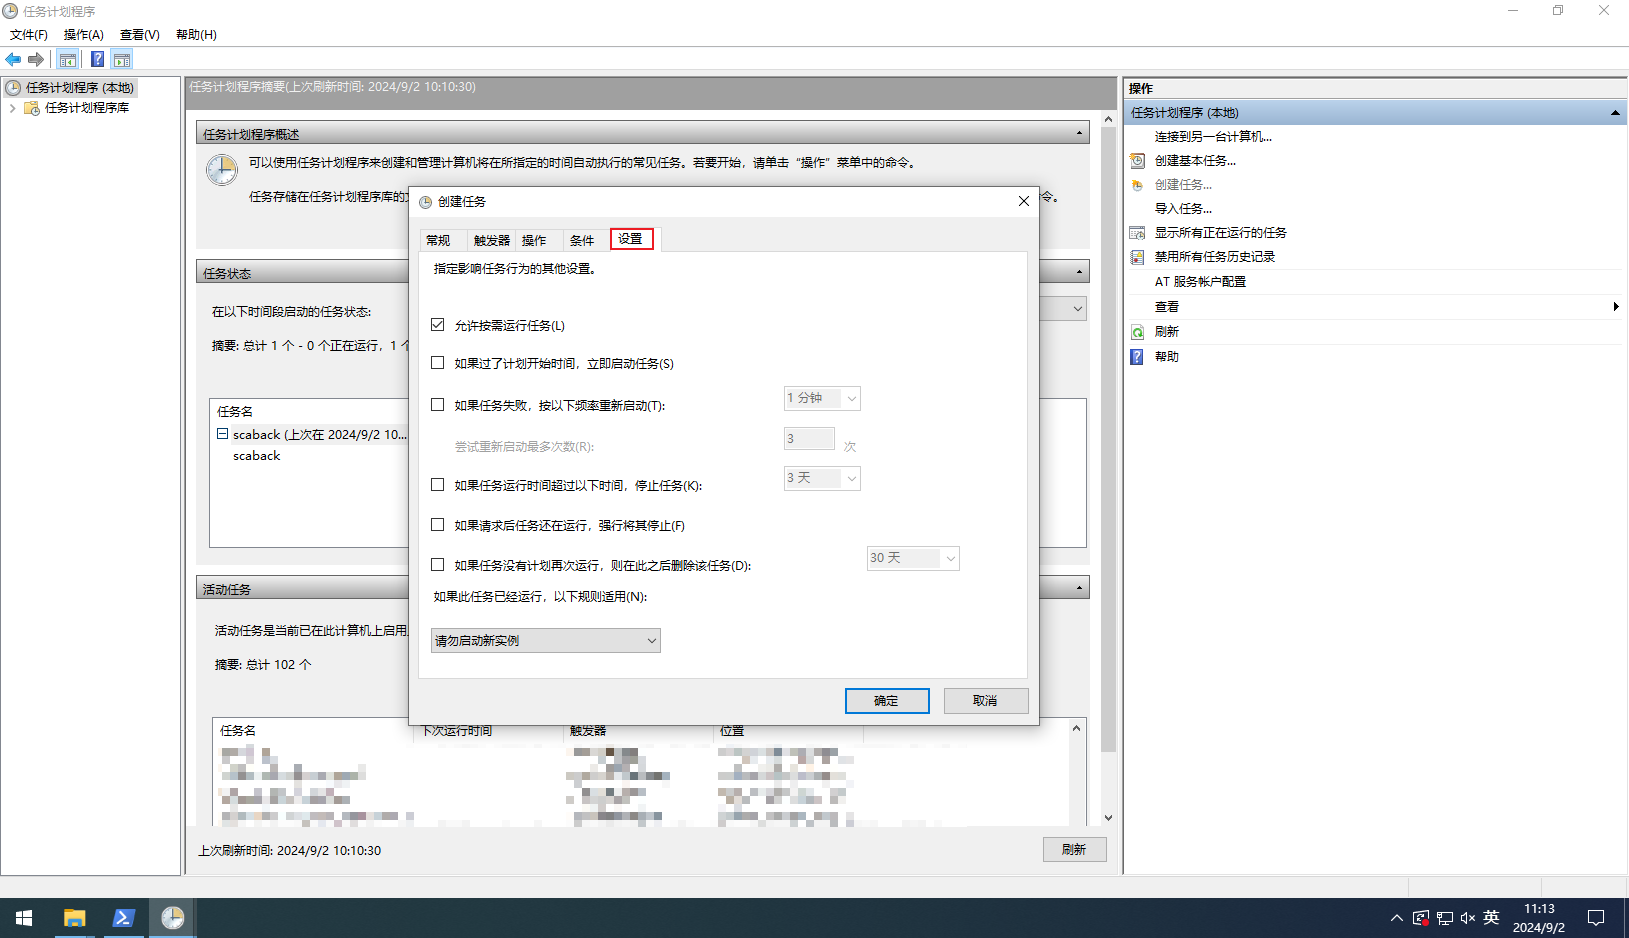 任务计划程序
文件(F) 操作(A) 查看(V) 帮助(H)
任务计划程序 (本地)
任务计划程序库
任务计划程序摘要(上次刷新时间: 2024/9/2 10:10:30)
任务计划程序概述
可以使用任务计划程序来创建和管理计算机将在所指定的时间自动执行的常见任务。若要开始，请单击“操作”菜单中的命令。
任务存储在任务计划程序库的
令。
任务状态
在以下时间段启动的任务状态:
摘要: 总计 1 个 - 0 个正在运行，1 个
任务名
scaback (上次在 2024/9/2 10...
scaback
活动任务
活动任务是当前已在此计算机上启用
摘要: 总计 102 个
任务名 下次运行时间 触发器 位置
上次刷新时间: 2024/9/2 10:10:30
刷新
创建任务
常规 触发器 操作 条件 设置
指定影响任务行为的其他设置。
允许按需运行任务(L)
如果过了计划开始时间，立即启动任务(S)
如果任务失败，按以下频率重新启动(T): 1 分钟
尝试重新启动最多次数(R): 3 次
如果任务运行时间超过以下时间，停止任务(K): 3 天
如果请求后任务还在运行，强行将其停止(F)
如果任务没有计划再次运行，则在此之后删除该任务(D): 30 天
如果此任务已经运行，以下规则适用(N):
请勿启动新实例
确定 取消
操作
任务计划程序 (本地)
连接到另一台计算机...
创建基本任务...
创建任务...
导入任务...
显示所有正在运行的任务
禁用所有任务历史记录
AT 服务帐户配置
查看
刷新
帮助
英
11:13
2024/9/2